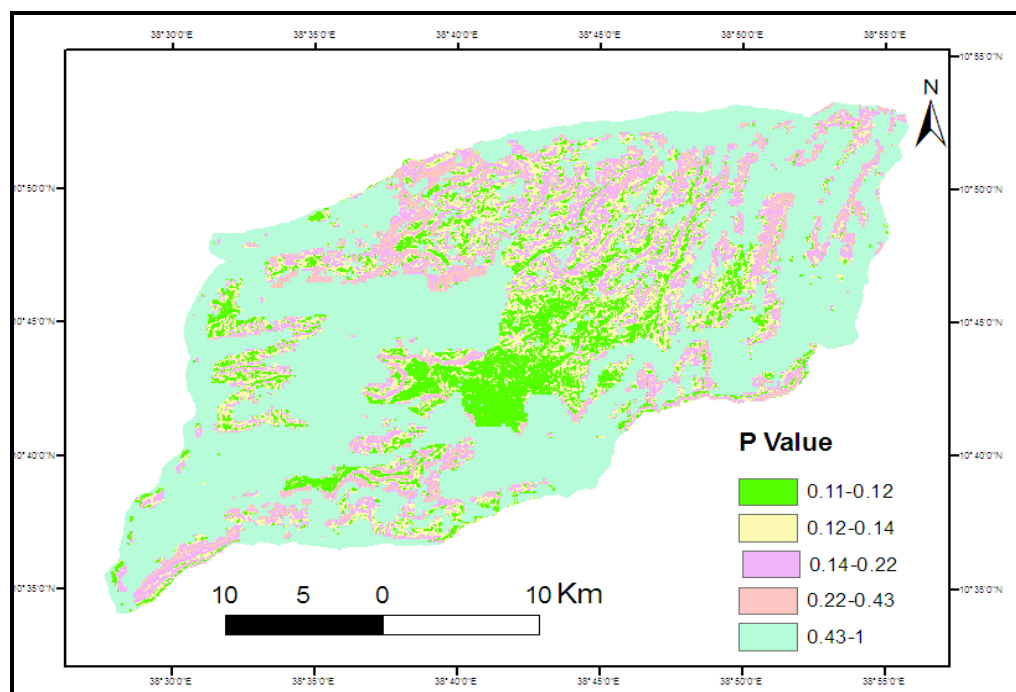 38°30'0"E 38°35'0"E 38°40'0"E 38°45'0"E 38°50'0"E 38°55'0"E
10°55'0"N
N
10°50'0"N 10°50'0"N
10°45'0"N 10°45'0"N
10°40'0"N 10°40'0"N
P Value
0.11-0.12
0.12-0.14
0.14-0.22
0.22-0.43
0.43-1
10°35'0"N 10°35'0"N
10 5 0 10 Km
38°30'0"E 38°35'0"E 38°40'0"E 38°45'0"E 38°50'0"E 38°55'0"E